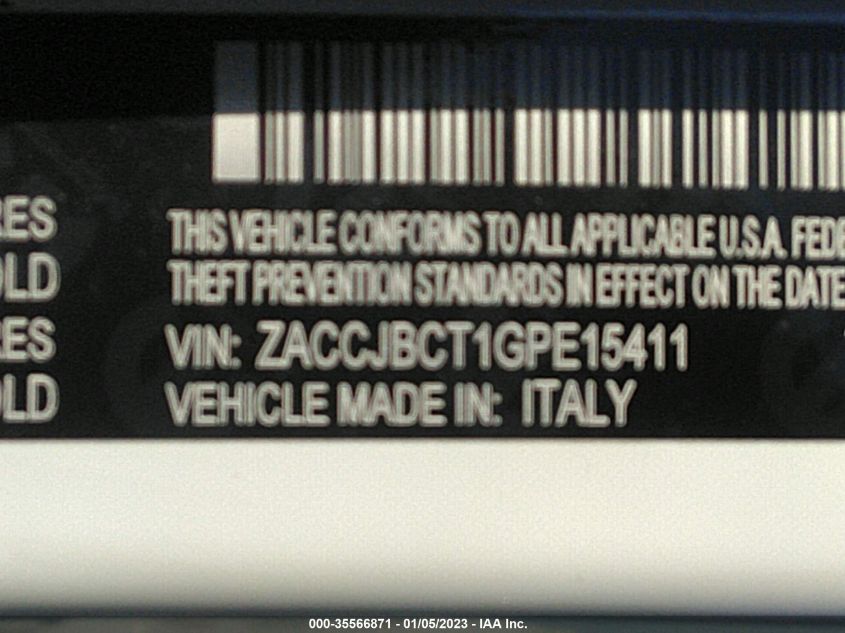 RES
OLD
RES
OLD
THIS VEHICLE CONFORMS TO ALL APPLICABLE U.S.A. FEDE
THEFT PREVENTION STANDARDS IN EFFECT ON THE DATE
VIN: ZACCJBCT1GPE15411
VEHICLE MADE IN: ITALY
000-35566871 - 01/05/2023 - IAA Inc.